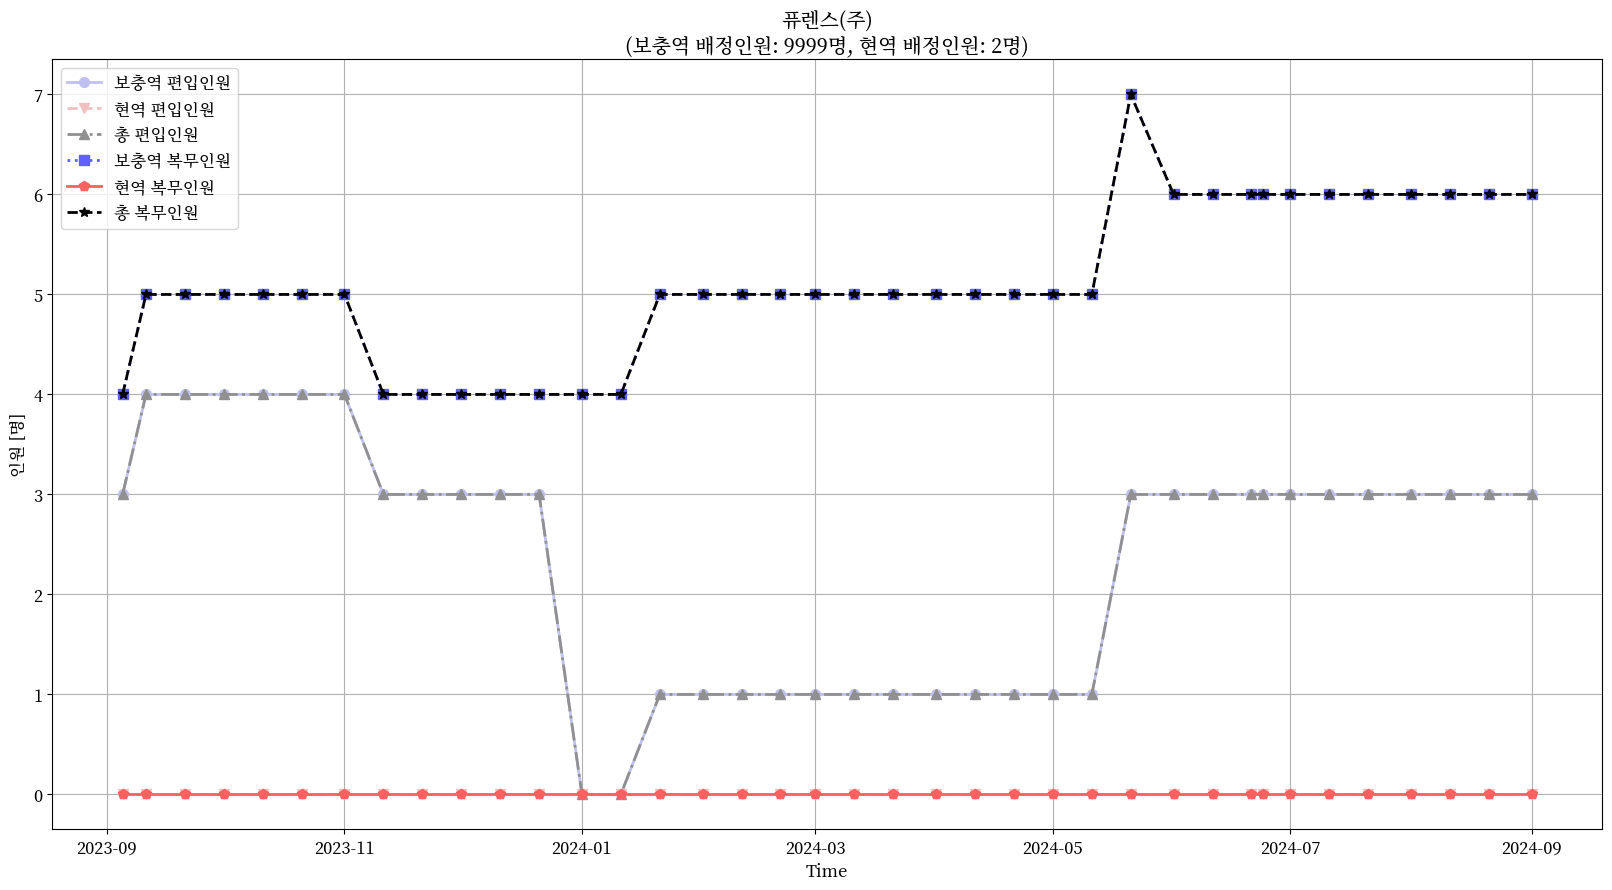 퓨렌스(주)
(보충역 배정인원: 9999명, 현역 배정인원: 2명)
보충역 편입인원
현역 편입인원
총 편입인원
보충역 복무인원
현역 복무인원
총 복무인원
7
6
5
4
3
2
1
0
인원 [명]
2023-09
2023-11
2024-01
2024-03
2024-05
2024-07
2024-09
Time